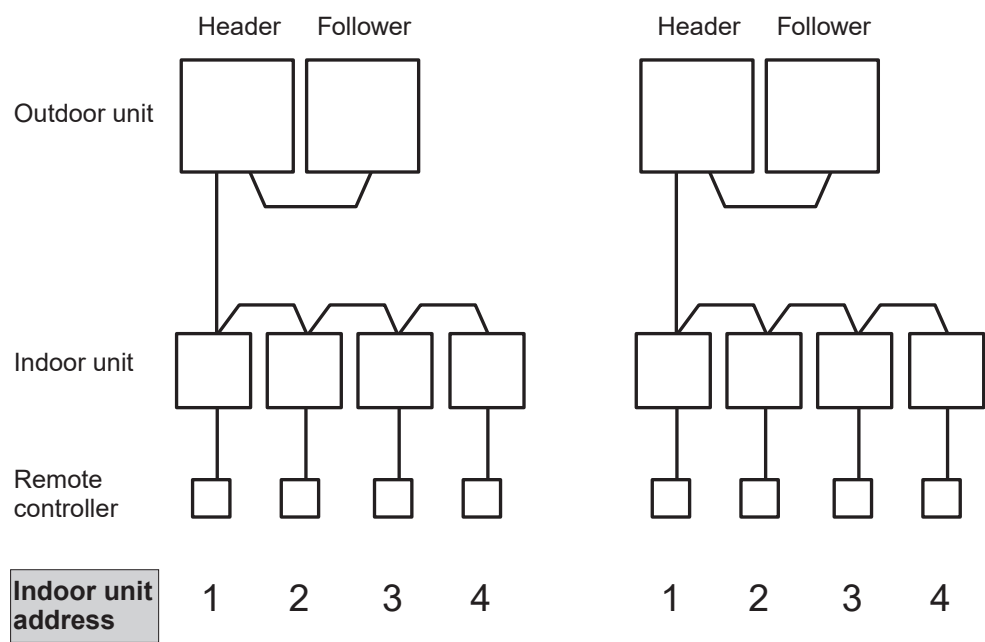 Header Follower Header Follower
Outdoor unit
Indoor unit
Remote
controller
Indoor unit
address
1 2 3 4 1 2 3 4